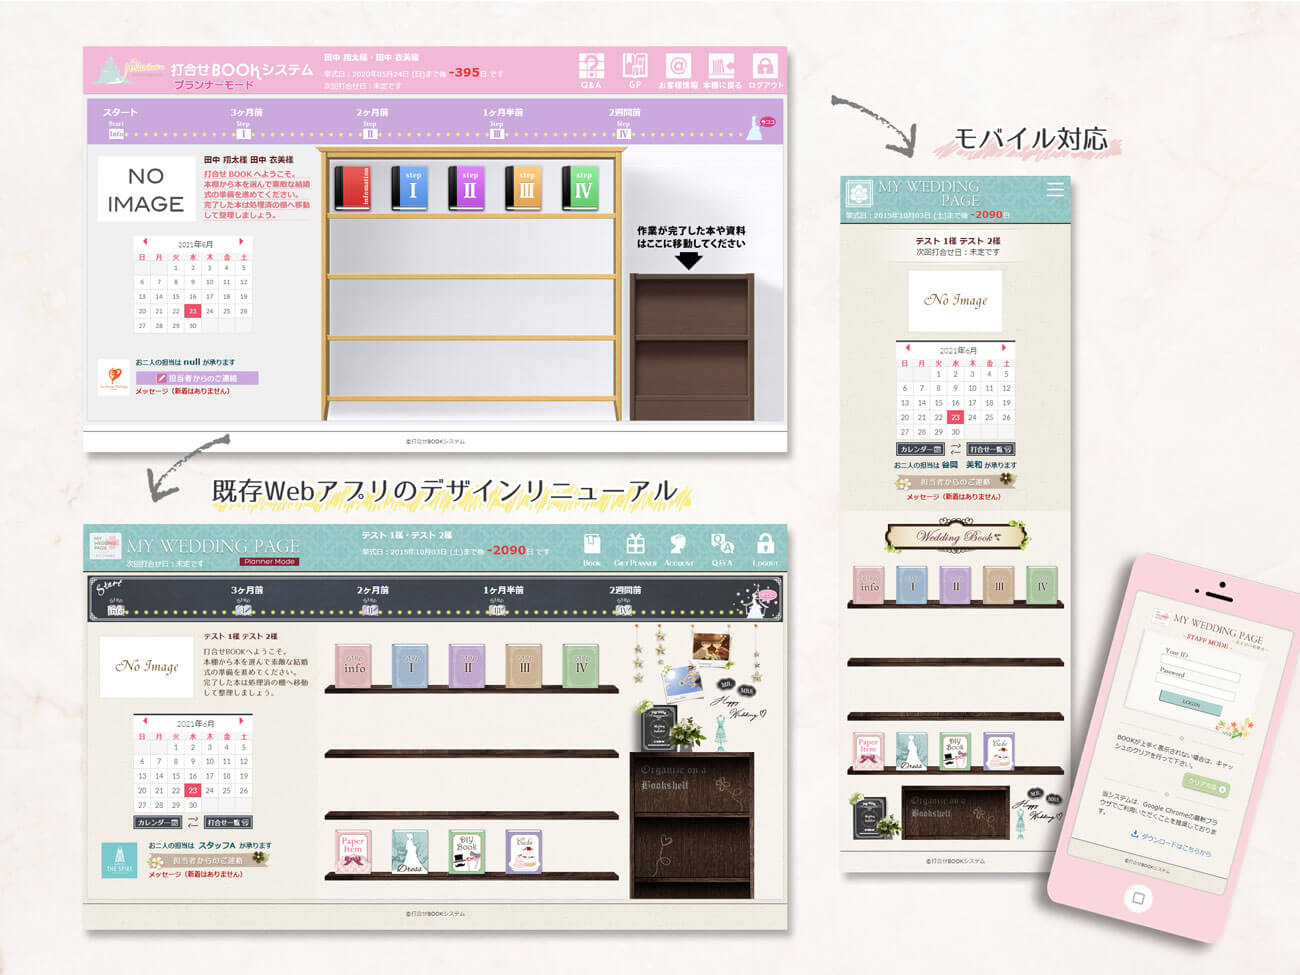 打合せBOOKシステム
プランナーモード
田中 翔太様・田中 衣美様
挙式日：2020年05月24日 (日)まで後 -395日 です
次回打合せ日：未定です
Q&A
GP
お客様情報
本棚に戻る
ログアウト
スタート
3ヶ月前
2ヶ月前
1ヶ月半前
2週間前
Start
Step
Step
Step
Step
Info
I
II
III
IV
NO
IMAGE
田中 翔太様 田中 衣美様
打合せ BOOK へようこそ。
本棚から本を選んで素敵な結婚
式の準備を進めてください。
完了した本は処理済の棚へ移動
して整理しましょう。
infomation
step
I
step
II
step
III
step
IV
作業が完了した本や資料
はここに移動してください
2021年6月
日 月 火 水 木 金 土
1 2 3 4 5
6 7 8 9 10 11 12
13 14 15 16 17 18 19
20 21 22 23 24 25 26
27 28 29 30
お二人の担当は null が承ります
担当者からのご連絡
メッセージ（新着はありません）
©打合せBOOKシステム
既存Webアプリのデザインリニューアル
MY WEDDING PAGE
MY WEDDING PAGE
次回打合せ日：未定です
Planner Mode
テスト 1様・テスト 2様
挙式日：2015年10月03日 (土)まで後 -2090日 です
BOOK
GIFT PLANNER
ACCOUNT
Q & A
LOGOUT
Start
3ヶ月前
2ヶ月前
1ヶ月半前
2週間前
No Image
テスト 1様 テスト 2様
打合せBOOKへようこそ。
本棚から本を選んで素敵な結婚
式の準備を進めてください。
完了した本は処理済の棚へ移動
して整理しましょう。
info
I
II
III
IV
MR.
MRS
Happy
Wedding
Organize on a
Bookshelf
2021年6月
日 月 火 水 木 金 土
1 2 3 4 5
6 7 8 9 10 11 12
13 14 15 16 17 18 19
20 21 22 23 24 25 26
27 28 29 30
カレンダー
打合せ一覧
THE SPIRE
お二人の担当は スタッフA が承ります
担当者からのご連絡
メッセージ（新着はありません）
Paper
Item
Dress
DIY
Book
Cake
©打合せBOOKシステム
モバイル対応
MY WEDDING
PAGE
挙式日：2015年10月03日 (土)まで後 -2090日
テスト 1様 テスト 2様
次回打合せ日：未定です
No Image
2021年6月
日 月 火 水 木 金 土
1 2 3 4 5
6 7 8 9 10 11 12
13 14 15 16 17 18 19
20 21 22 23 24 25 26
27 28 29 30
カレンダー
打合せ一覧
お二人の担当は 谷岡 美和 が承ります
担当者からのご連絡
メッセージ（新着はありません）
Wedding Book
info
I
II
III
IV
Paper
Item
Dress
DIY
Book
Cake
Organize on a
Bookshelf
MR.
MRS
Happy
Wedding
©打合せBOOKシステム
MY WEDDING PAGE
- STAFF MODE -
Your ID
Password
LOGIN
BOOKが上手く表示されない場合は、キャッ
シュのクリアを行って下さい。
クリア方法
当システムは、Google Chromeの最新ブラ
ウザでご利用いただくことを推奨しておりま
す。
ダウンロードはこちらから
©打合せBOOKシステム